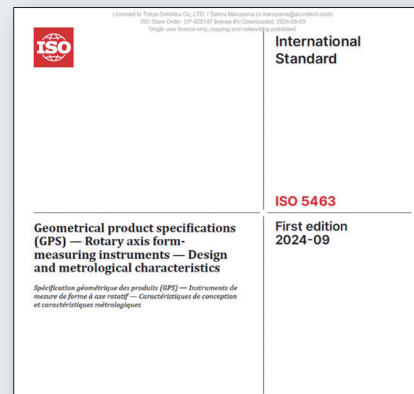 Licensed to Tokyo Seimitsu Co, LTD. / Satoru Maruyama (s.maruyama@accretech.com)
ISO Store Order: OP-825147 licence #1/ Downloaded: 2024-09-20
Single user licence only, copying and networking prohibited.
ISO
International
Standard
ISO 5463
Geometrical product specifications
(GPS) — Rotary axis form-
measuring instruments — Design
and metrological characteristics
Spécification géométrique des produits (GPS) — Instruments de
mesure de forme à axe rotatif — Caractéristiques de conception
et caractéristiques métrologiques
First edition
2024-09